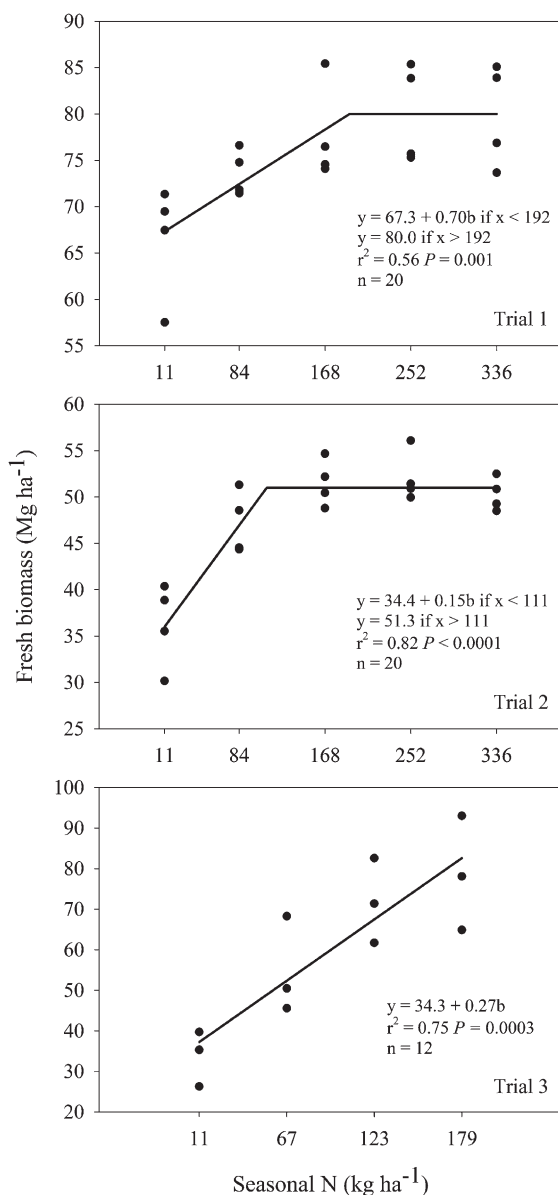 90
85
80
75
70
65
60
55
y = 67.3 + 0.70b if x < 192
y = 80.0 if x > 192
r² = 0.56 P = 0.001
n = 20
Trial 1
11 84 168 252 336
60
55
50
45
40
35
30
25
Fresh biomass (Mg ha⁻¹)
y = 34.4 + 0.15b if x < 111
y = 51.3 if x > 111
r² = 0.82 P < 0.0001
n = 20
Trial 2
11 84 168 252 336
100
90
80
70
60
50
40
30
20
y = 34.3 + 0.27b
r² = 0.75 P = 0.0003
n = 12
Trial 3
11 67 123 179
Seasonal N (kg ha⁻¹)